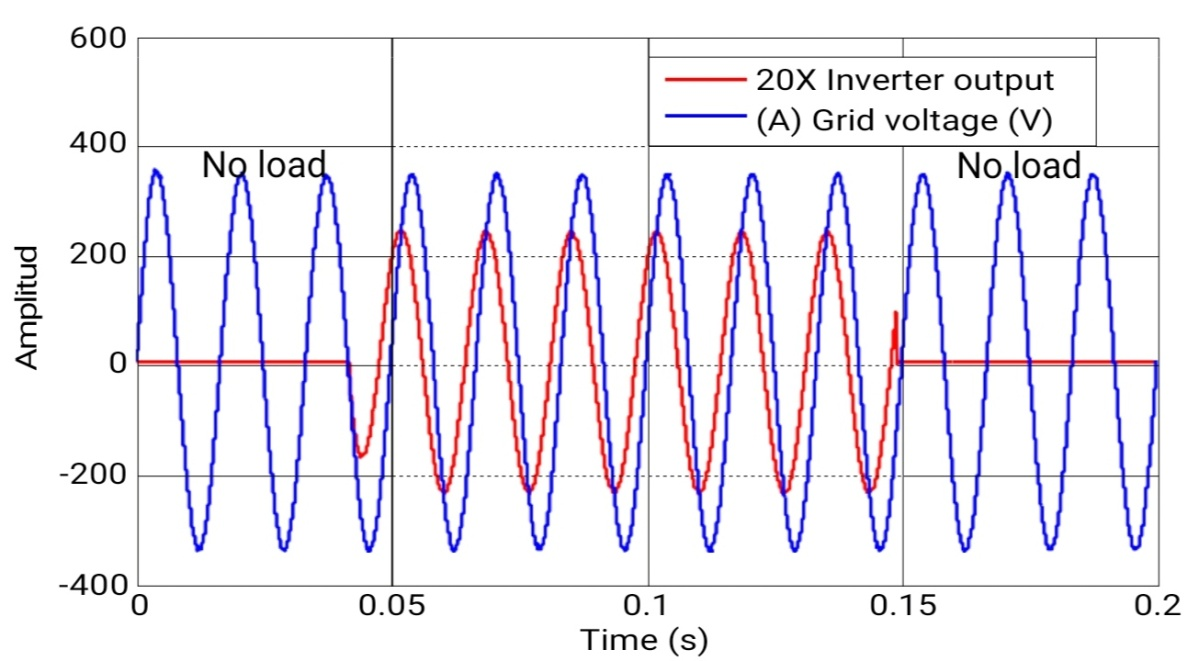 600
400
200
0
-200
-400
Amplitud
20X Inverter output
(A) Grid voltage (V)
No load
No load
0 0.05 0.1 0.15 0.2
Time (s)